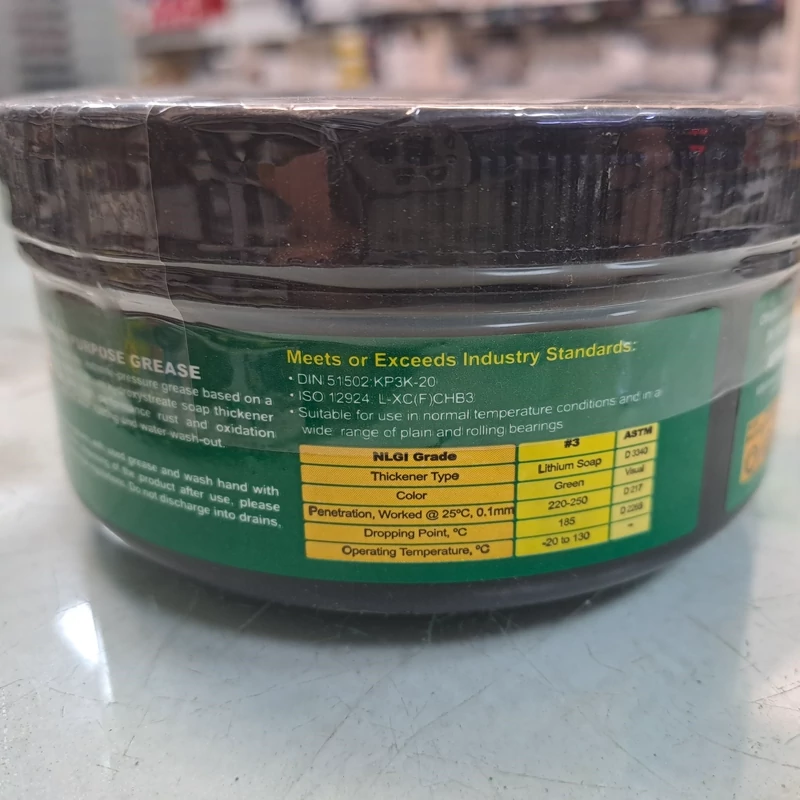 PURPOSE GREASE
pressure grease based on a
soap thickener
rust and oxidation
and water wash-out.
used grease and wash hand with
of the product after use, please
Do not discharge into drains,
Meets or Exceeds Industry Standards:
• DIN 51502:KP3K-20
• ISO 12924: L-XC(F)CHB3
• Suitable for use in normal temperature conditions and in a
wide range of plain and rolling bearings
NLGI Grade #3 ASTM
Thickener Type Lithium Soap D 3340
Color Green Visual
Penetration, Worked @ 25ºC, 0.1mm 220-250 D 217
Dropping Point, ºC 185
Operating Temperature, ºC -20 to 130 –